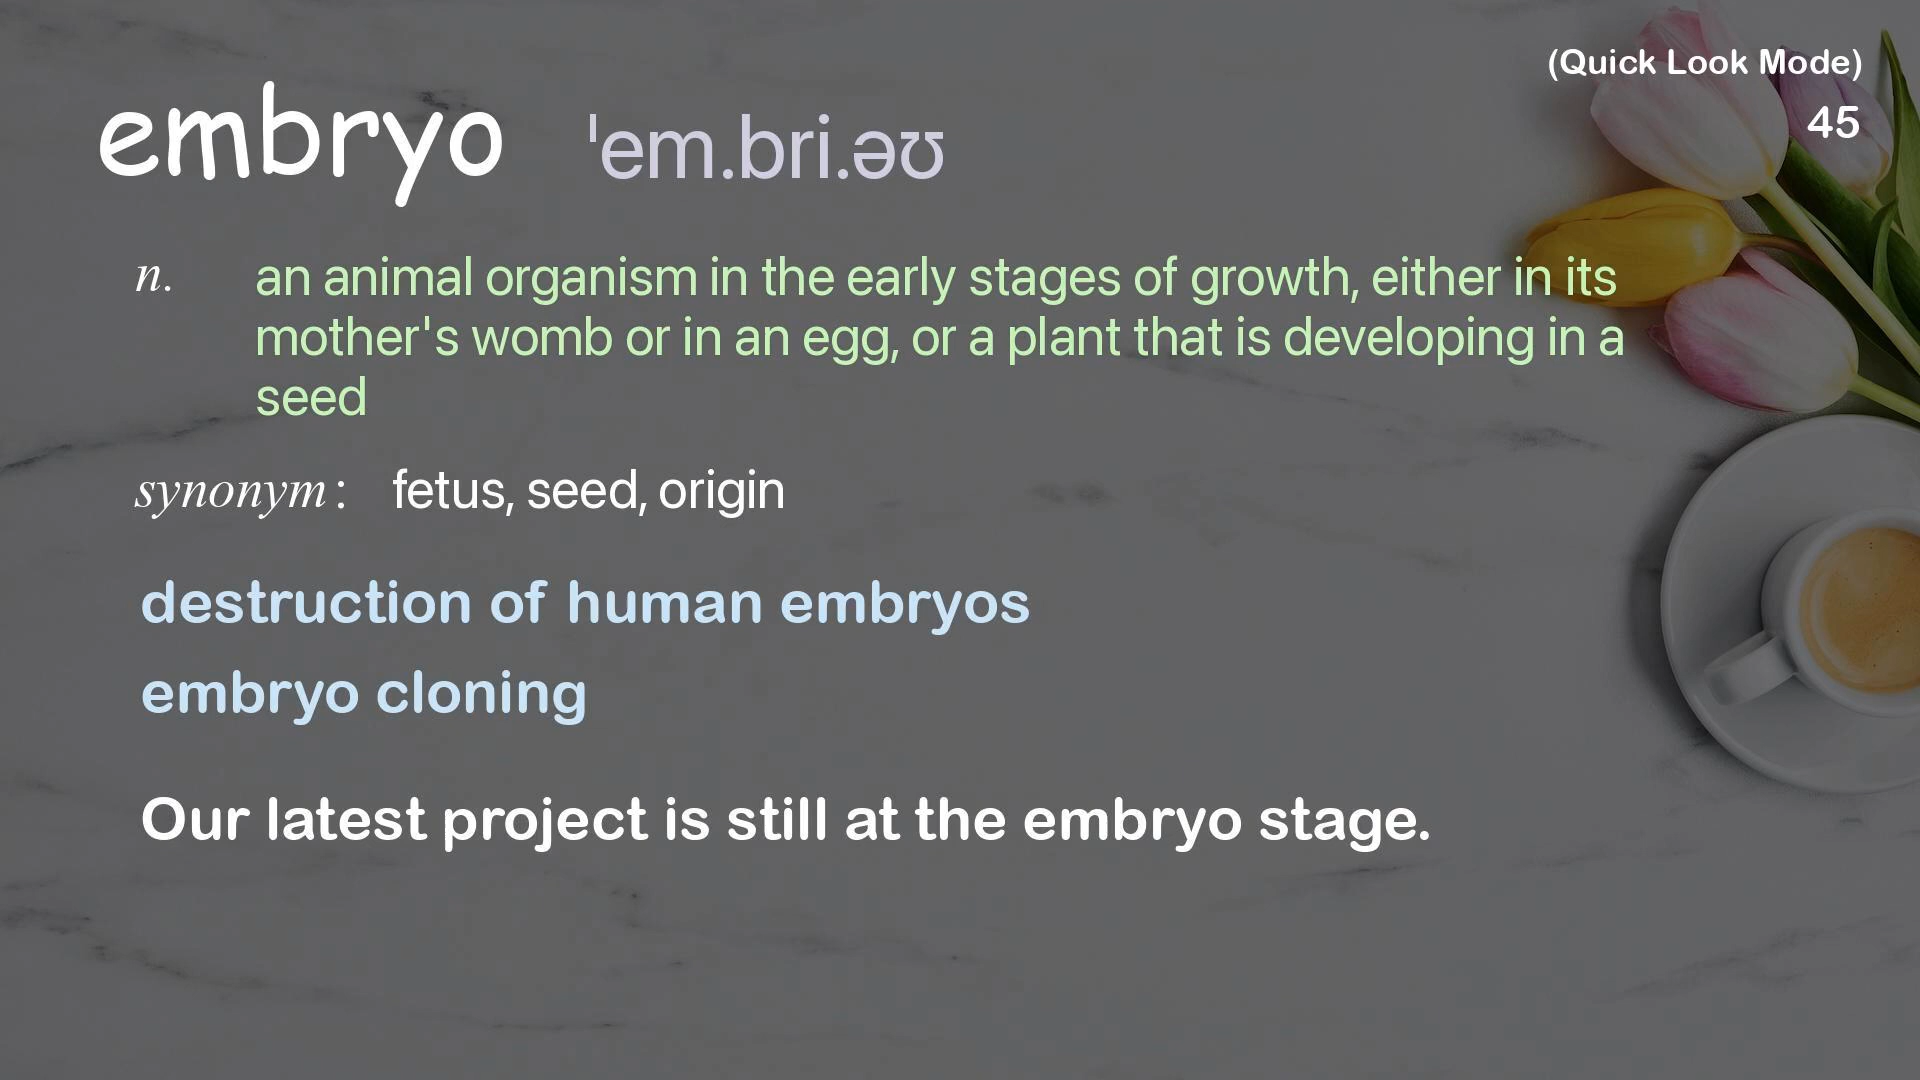 (Quick Look Mode)
45
embryo ˈem.bri.əʊ
n. an animal organism in the early stages of growth, either in its
mother's womb or in an egg, or a plant that is developing in a
seed
synonym: fetus, seed, origin
destruction of human embryos
embryo cloning
Our latest project is still at the embryo stage.